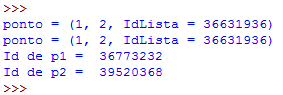 >>>
ponto = (1, 2, IdLista = 36631936)
ponto = (1, 2, IdLista = 36631936)
Id de p1 =  36773232
Id de p2 =  39520368
>>>